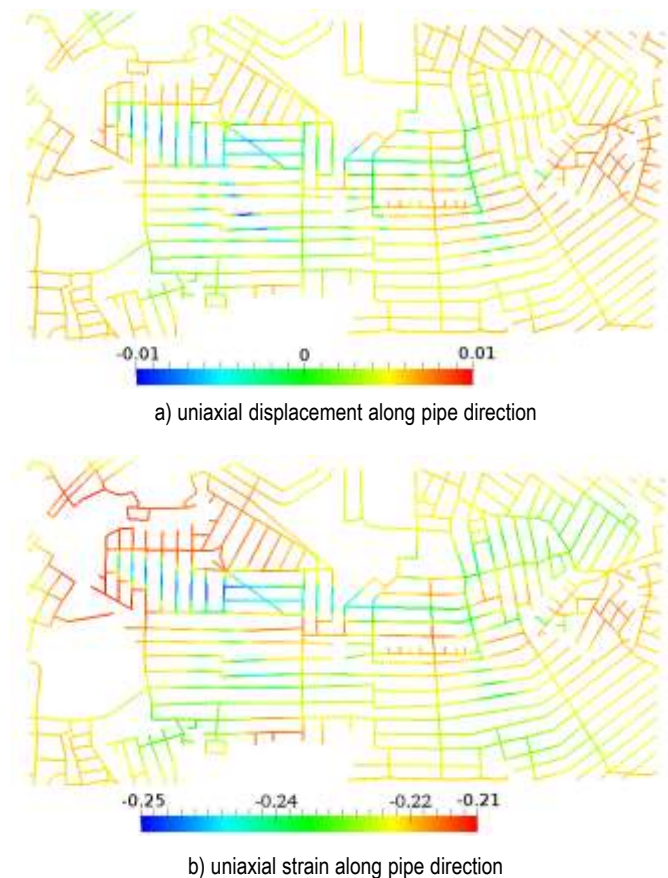 -0.01 0 0.01
a) uniaxial displacement along pipe direction
-0.25 -0.24 -0.22 -0.21
b) uniaxial strain along pipe direction